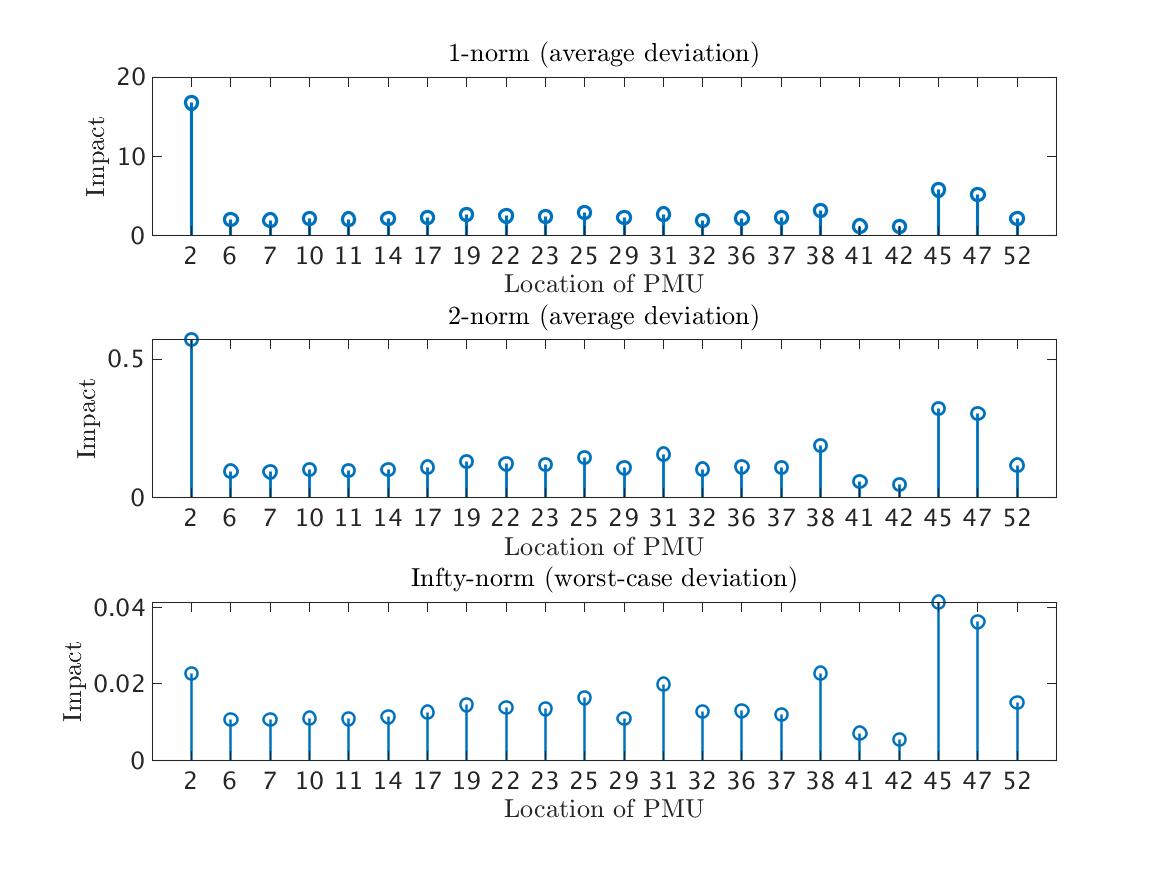 1-norm (average deviation)
20
10
0
Impact
2 6 7 10 11 14 17 19 22 23 25 29 31 32 36 37 38 41 42 45 47 52
Location of PMU
2-norm (average deviation)
0.5
0
Impact
2 6 7 10 11 14 17 19 22 23 25 29 31 32 36 37 38 41 42 45 47 52
Location of PMU
Infty-norm (worst-case deviation)
0.04
0.02
0
Impact
2 6 7 10 11 14 17 19 22 23 25 29 31 32 36 37 38 41 42 45 47 52
Location of PMU